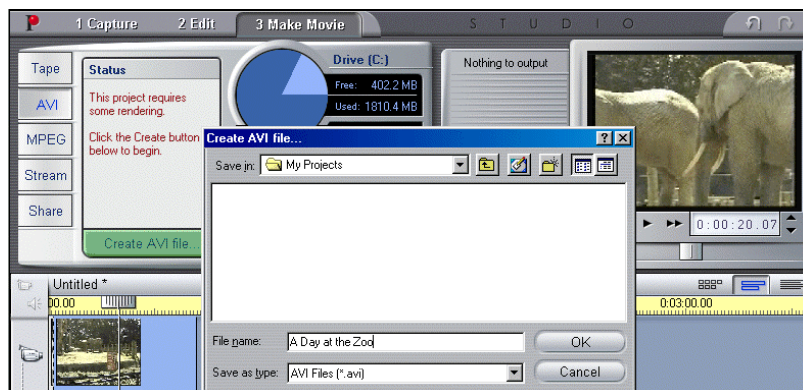 P 1 Capture 2 Edit 3 Make Movie STUDIO
Tape
AVI
MPEG
Stream
Share
Status
This project requires
some rendering.
Click the Create button
below to begin.
Create AVI file...
Drive (C:)
Free: 402.2 MB
Used: 1810.4 MB
Nothing to output
0:00:20.07
Create AVI file...
Save in: My Projects
File name: A Day at the Zoo
OK
Save as type: AVI Files (*.avi)
Cancel
Untitled *
00.00
0:03:00.00